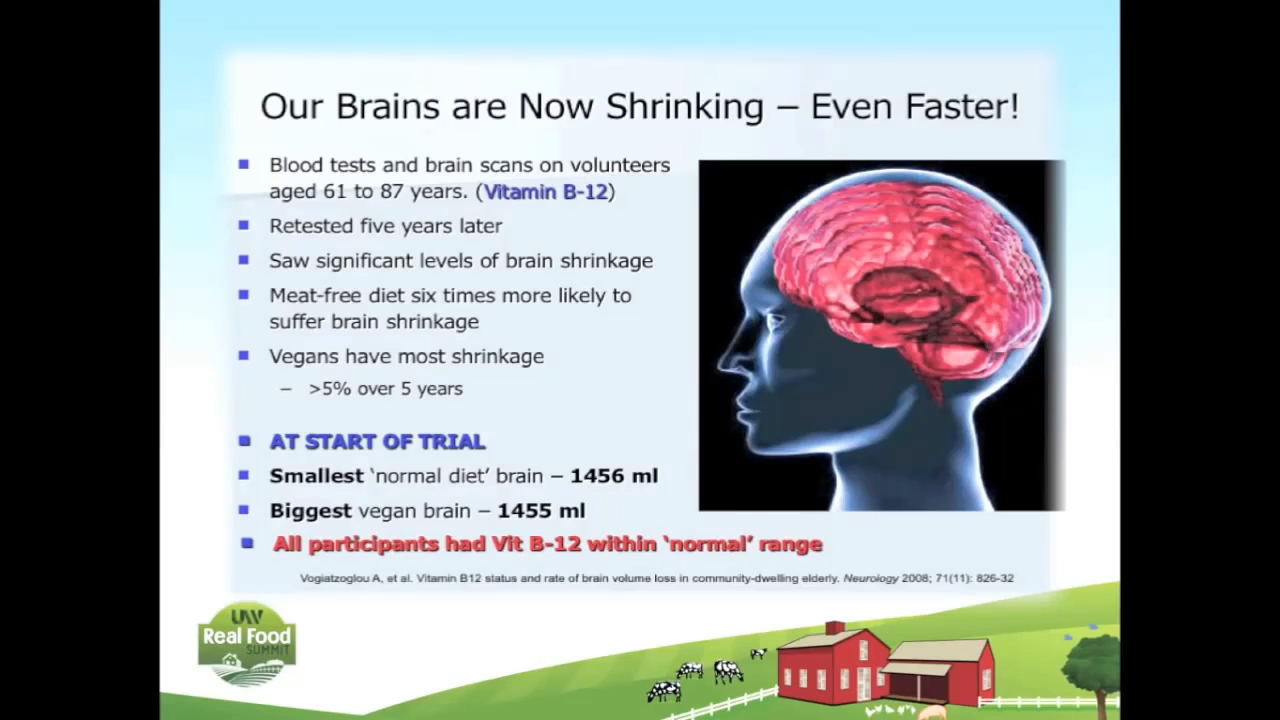 Our Brains are Now Shrinking – Even Faster!
Blood tests and brain scans on volunteers
aged 61 to 87 years. (Vitamin B-12)
Retested five years later
Saw significant levels of brain shrinkage
Meat-free diet six times more likely to
suffer brain shrinkage
Vegans have most shrinkage
– >5% over 5 years
AT START OF TRIAL
Smallest ‘normal diet’ brain – 1456 ml
Biggest vegan brain – 1455 ml
All participants had Vit B-12 within ‘normal’ range
Vogiatzoglou A, et al. Vitamin B12 status and rate of brain volume loss in community-dwelling elderly. Neurology 2008; 71(11): 826-32
UW
Real Food
SUMMIT